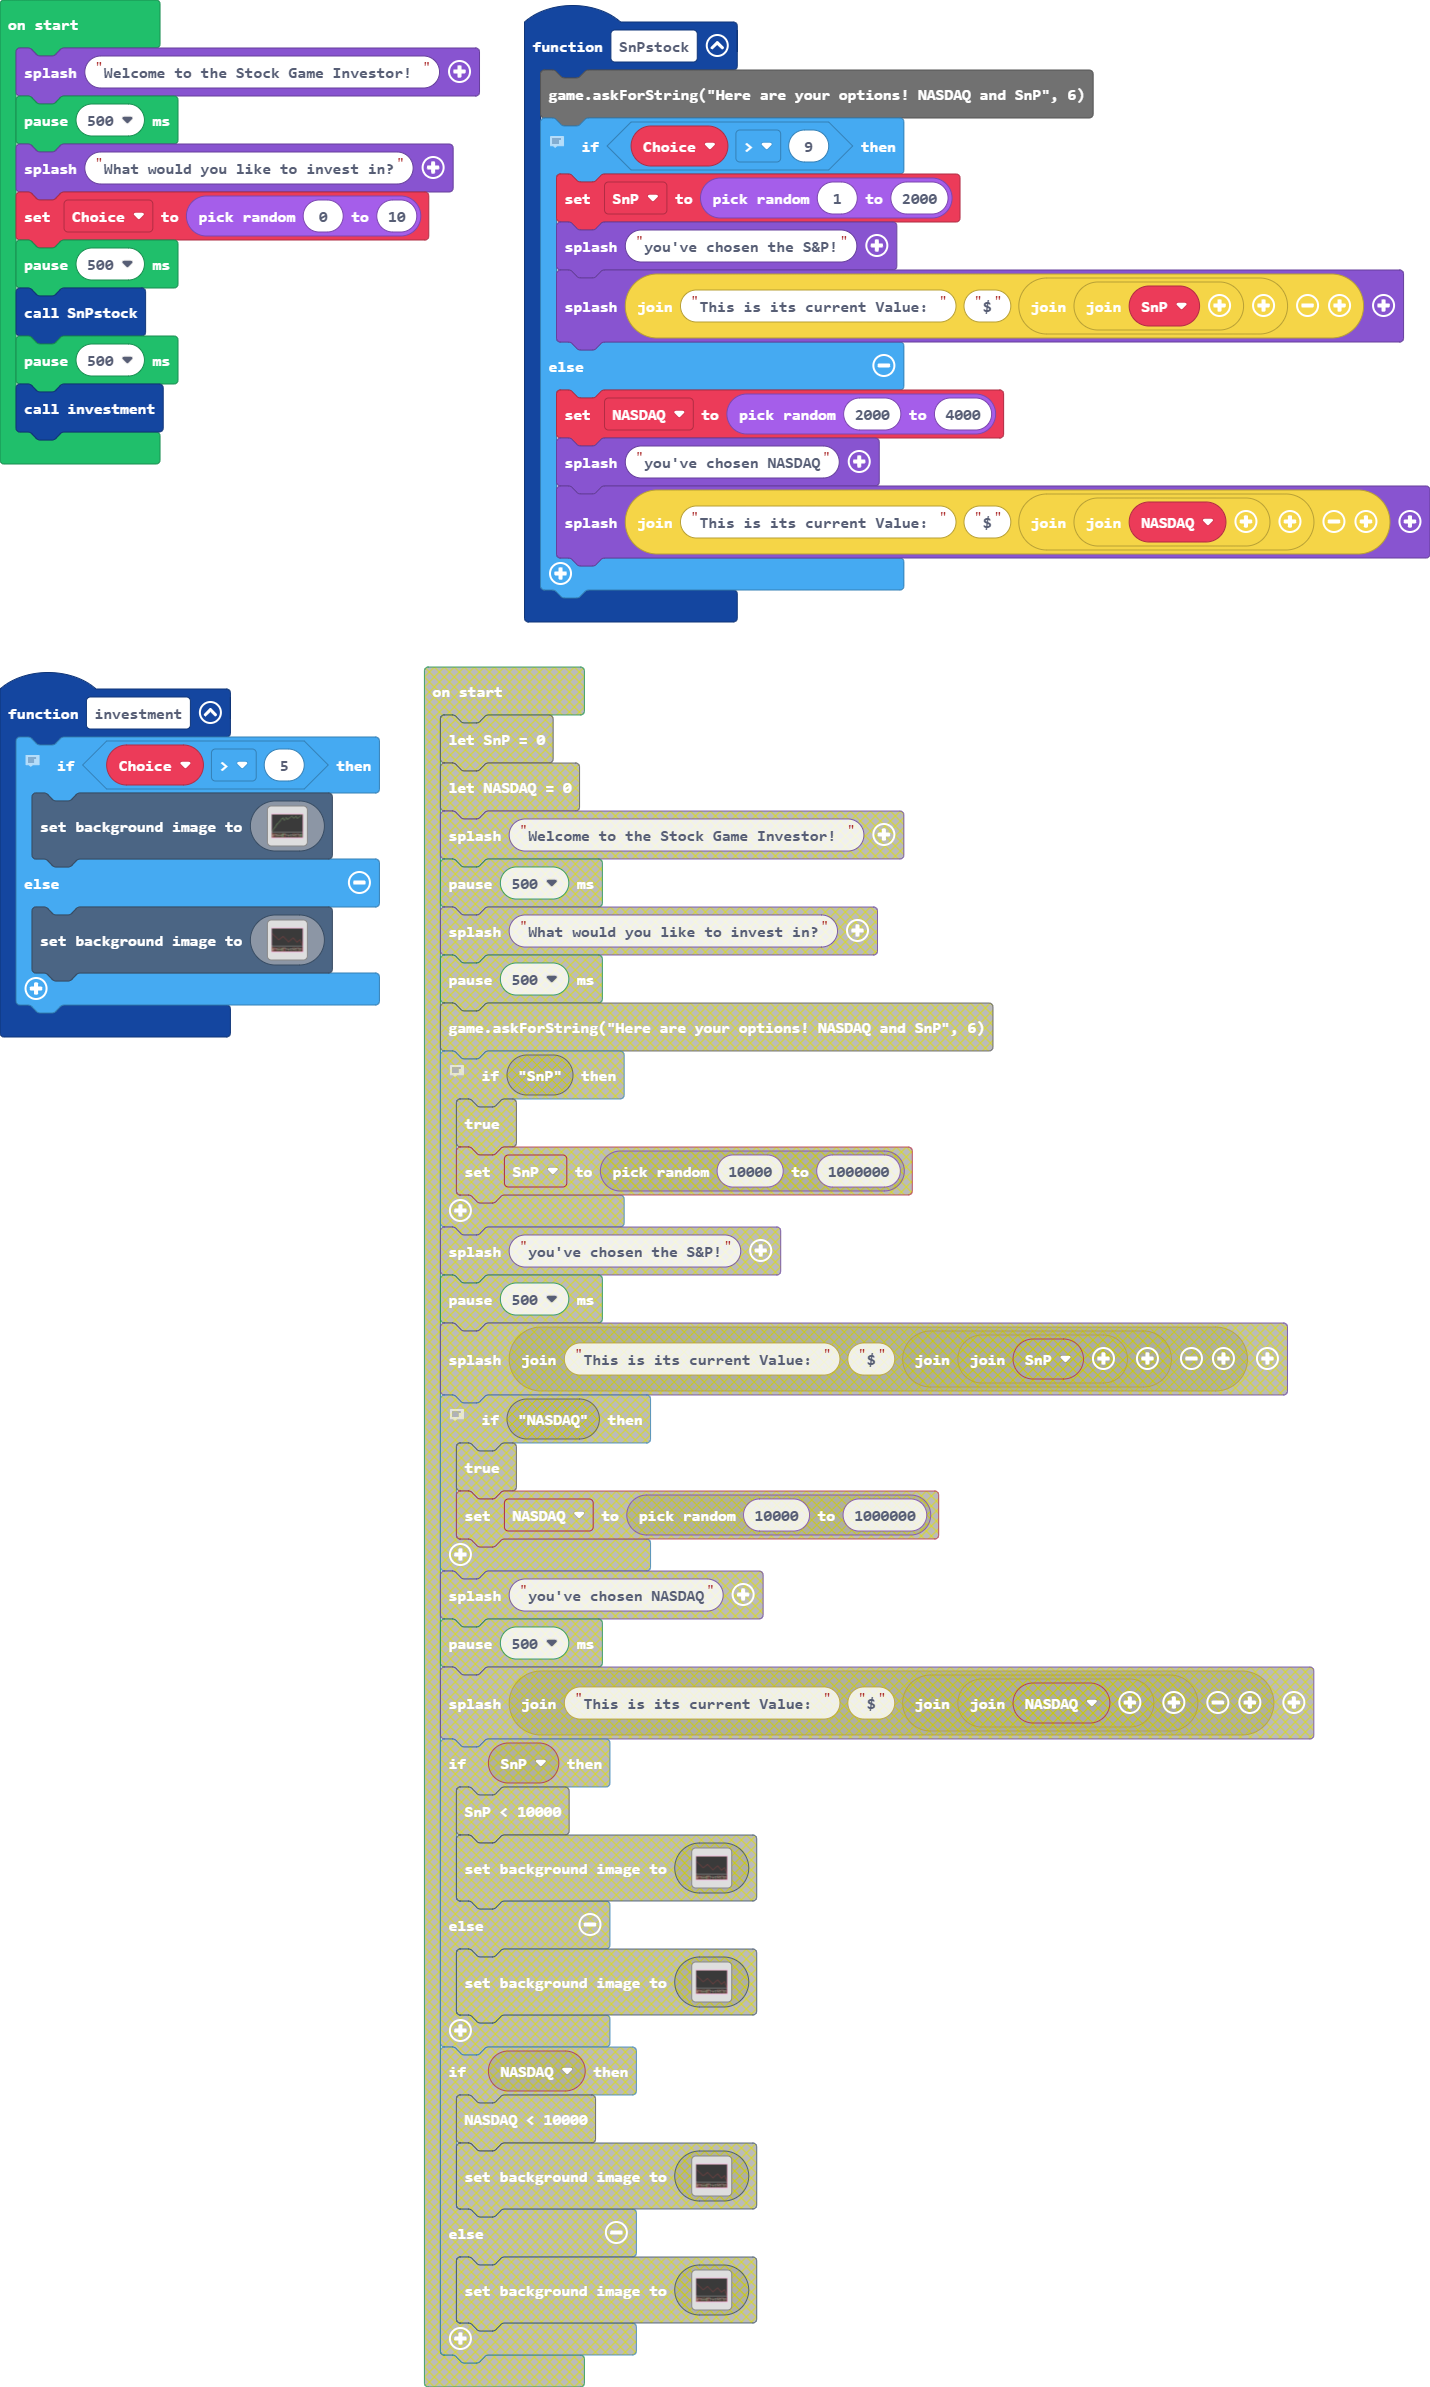 on start
splash "Welcome to the Stock Game Investor! "
pause 500 ms
splash "What would you like to invest in?"
set Choice to pick random 0 to 10
pause 500 ms
call SnPstock
pause 500 ms
call investment
function SnPstock
game.askForString("Here are your options! NASDAQ and SnP", 6)
if Choice > 9 then
set SnP to pick random 1 to 2000
splash "you've chosen the S&P!"
splash join "This is its current Value: " "$" join join SnP
else
set NASDAQ to pick random 2000 to 4000
splash "you've chosen NASDAQ"
splash join "This is its current Value: " "$" join join NASDAQ
function investment
if Choice > 5 then
set background image to
else
set background image to
on start
let SnP = 0
let NASDAQ = 0
splash "Welcome to the Stock Game Investor! "
pause 500 ms
splash "What would you like to invest in?"
pause 500 ms
game.askForString("Here are your options! NASDAQ and SnP", 6)
if "SnP" then
true
set SnP to pick random 10000 to 1000000
splash "you've chosen the S&P!"
pause 500 ms
splash join "This is its current Value: " "$" join join SnP
if "NASDAQ" then
true
set NASDAQ to pick random 10000 to 1000000
splash "you've chosen NASDAQ"
pause 500 ms
splash join "This is its current Value: " "$" join join NASDAQ
if SnP then
SnP < 10000
set background image to
else
set background image to
if NASDAQ then
NASDAQ < 10000
set background image to
else
set background image to